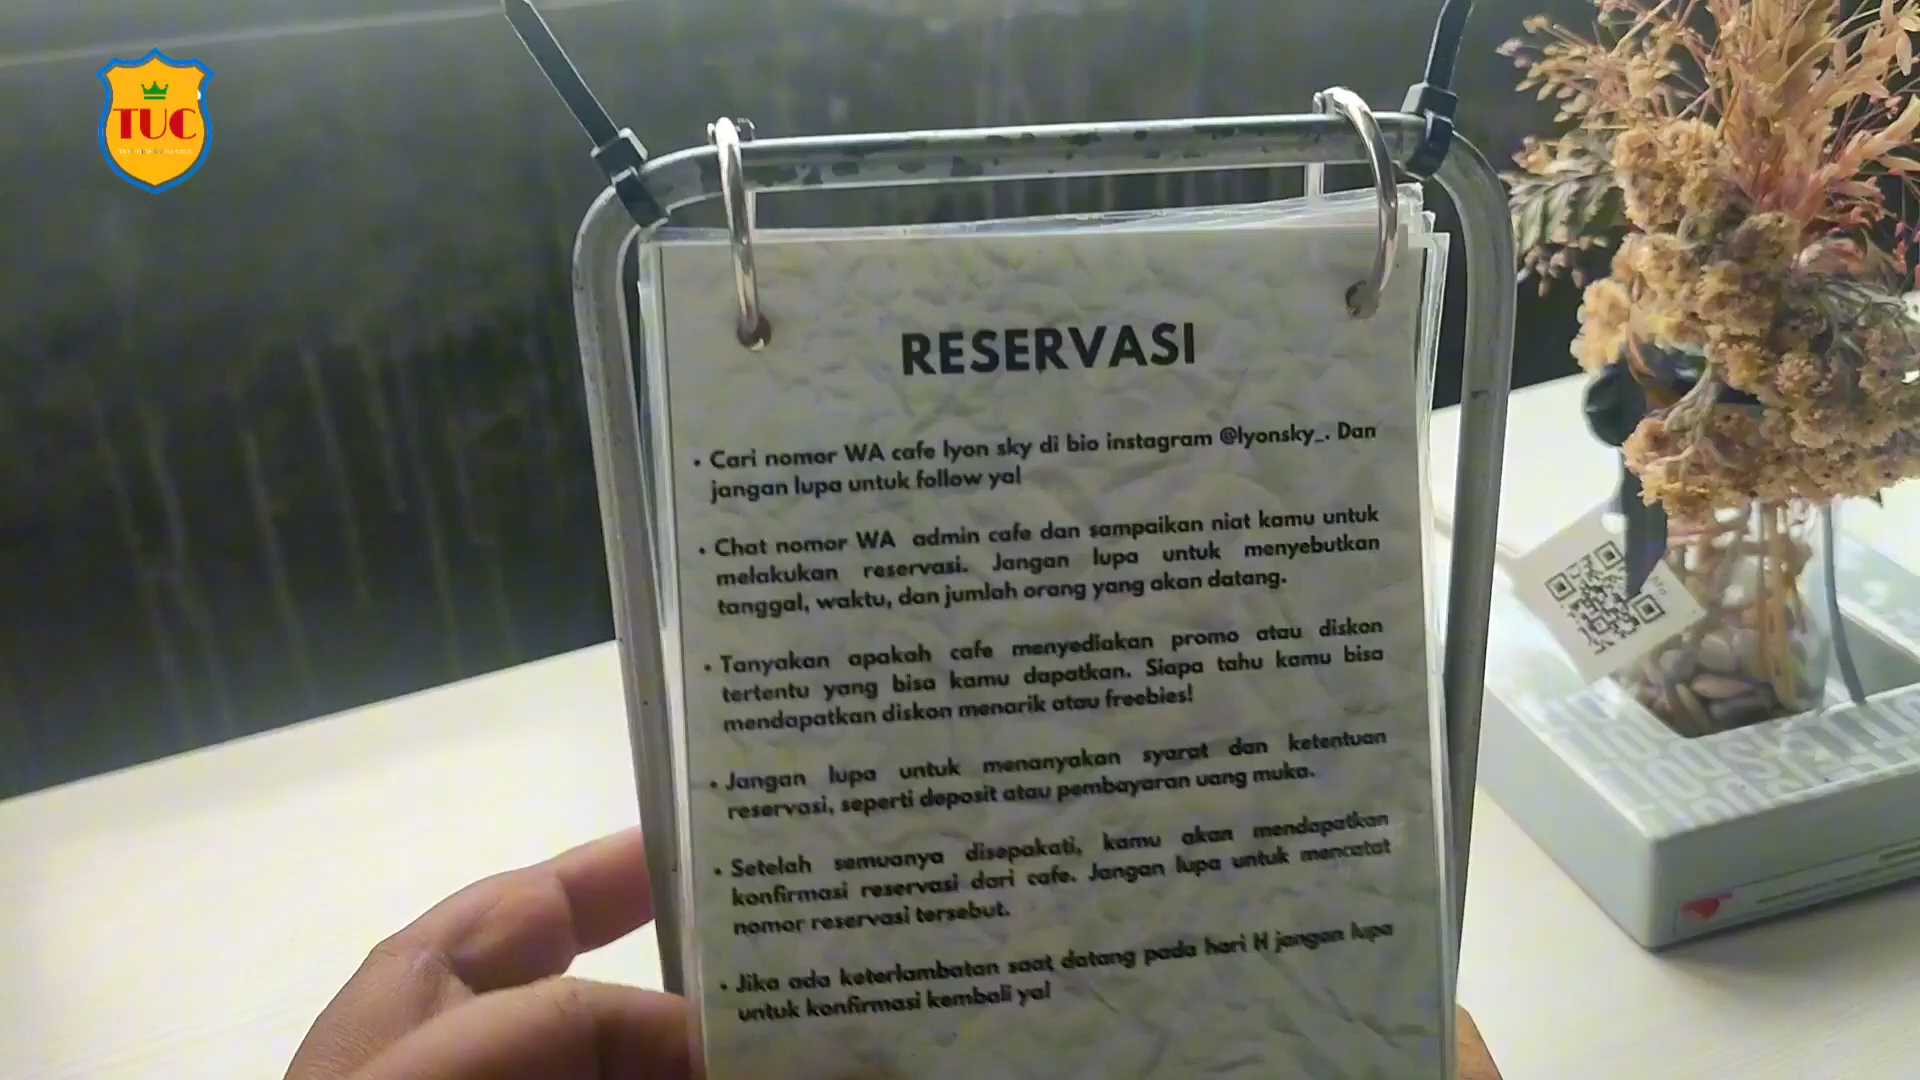 TUC
RESERVASI
• Cari nomor WA cafe lyon sky di bio instagram @lyonsky_. Dan
jangan lupa untuk follow ya!
• Chat nomor WA admin cafe dan sampaikan niat kamu untuk
melakukan reservasi. Jangan lupa untuk menyebutkan
tanggal, waktu, dan jumlah orang yang akan datang.
• Tanyakan apakah cafe menyediakan promo atau diskon
tertentu yang bisa kamu dapatkan. Siapa tahu kamu bisa
mendapatkan diskon menarik atau freebies!
• Jangan lupa untuk menanyakan syarat dan ketentuan
reservasi, seperti deposit atau pembayaran uang muka.
• Setelah semuanya disepakati, kamu akan mendapatkan
konfirmasi reservasi dari cafe. Jangan lupa untuk mencatat
nomor reservasi tersebut.
• Jika ada keterlambatan saat datang pada hari H jangan lupa
untuk konfirmasi kembali ya!